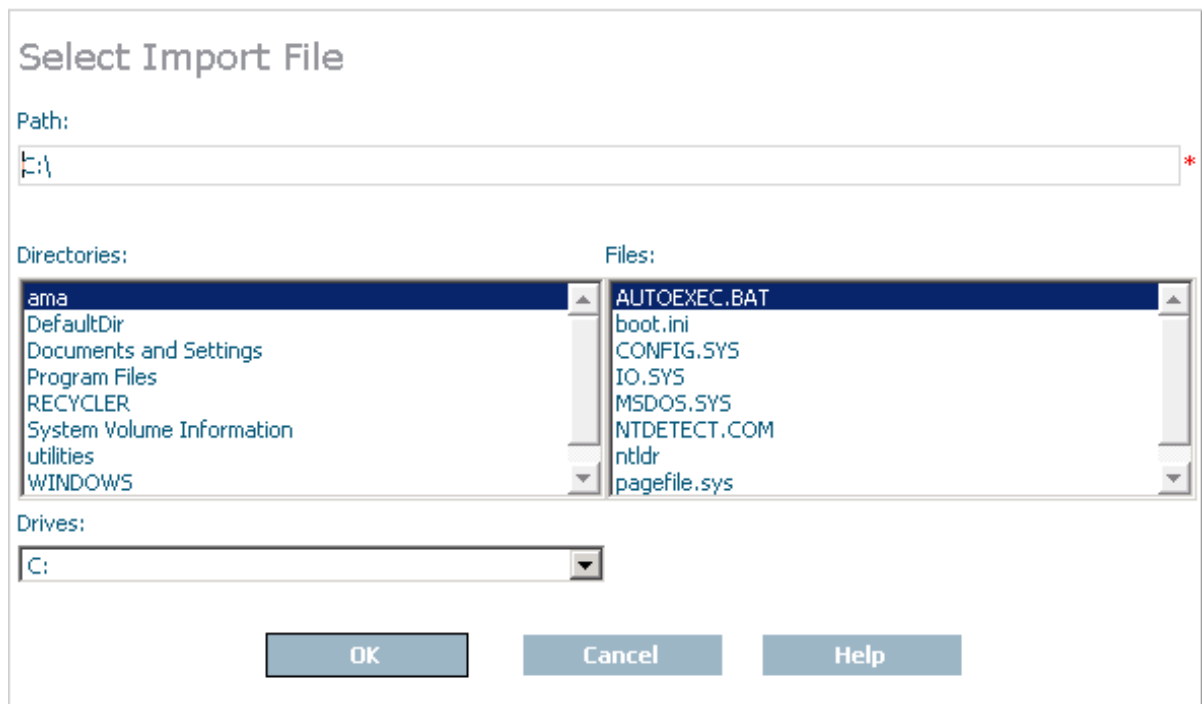 Select Import File
Path:
C:\
*
Directories:
Files:
ama
DefaultDir
Documents and Settings
Program Files
RECYCLER
System Volume Information
utilities
WINDOWS
AUTOEXEC.BAT
boot.ini
CONFIG.SYS
IO.SYS
MSDOS.SYS
NTDETECT.COM
ntldr
pagefile.sys
Drives:
C:
OK
Cancel
Help